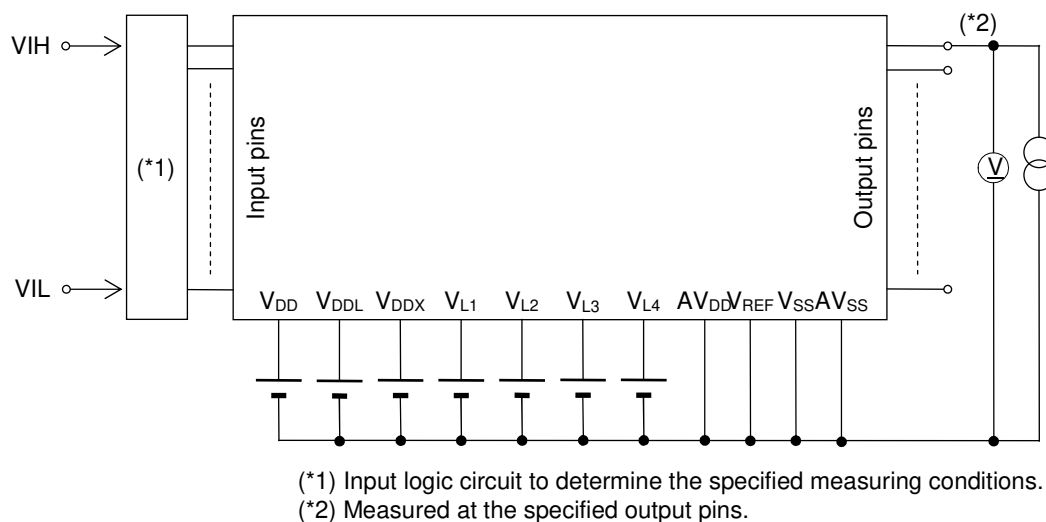 (*2)
VIH
(*1)
Input pins
Output pins
V
VIL
VDD VDDL VDDX VL1 VL2 VL3 VL4 AVDD VREF VSS AVSS
(*1) Input logic circuit to determine the specified measuring conditions.
(*2) Measured at the specified output pins.